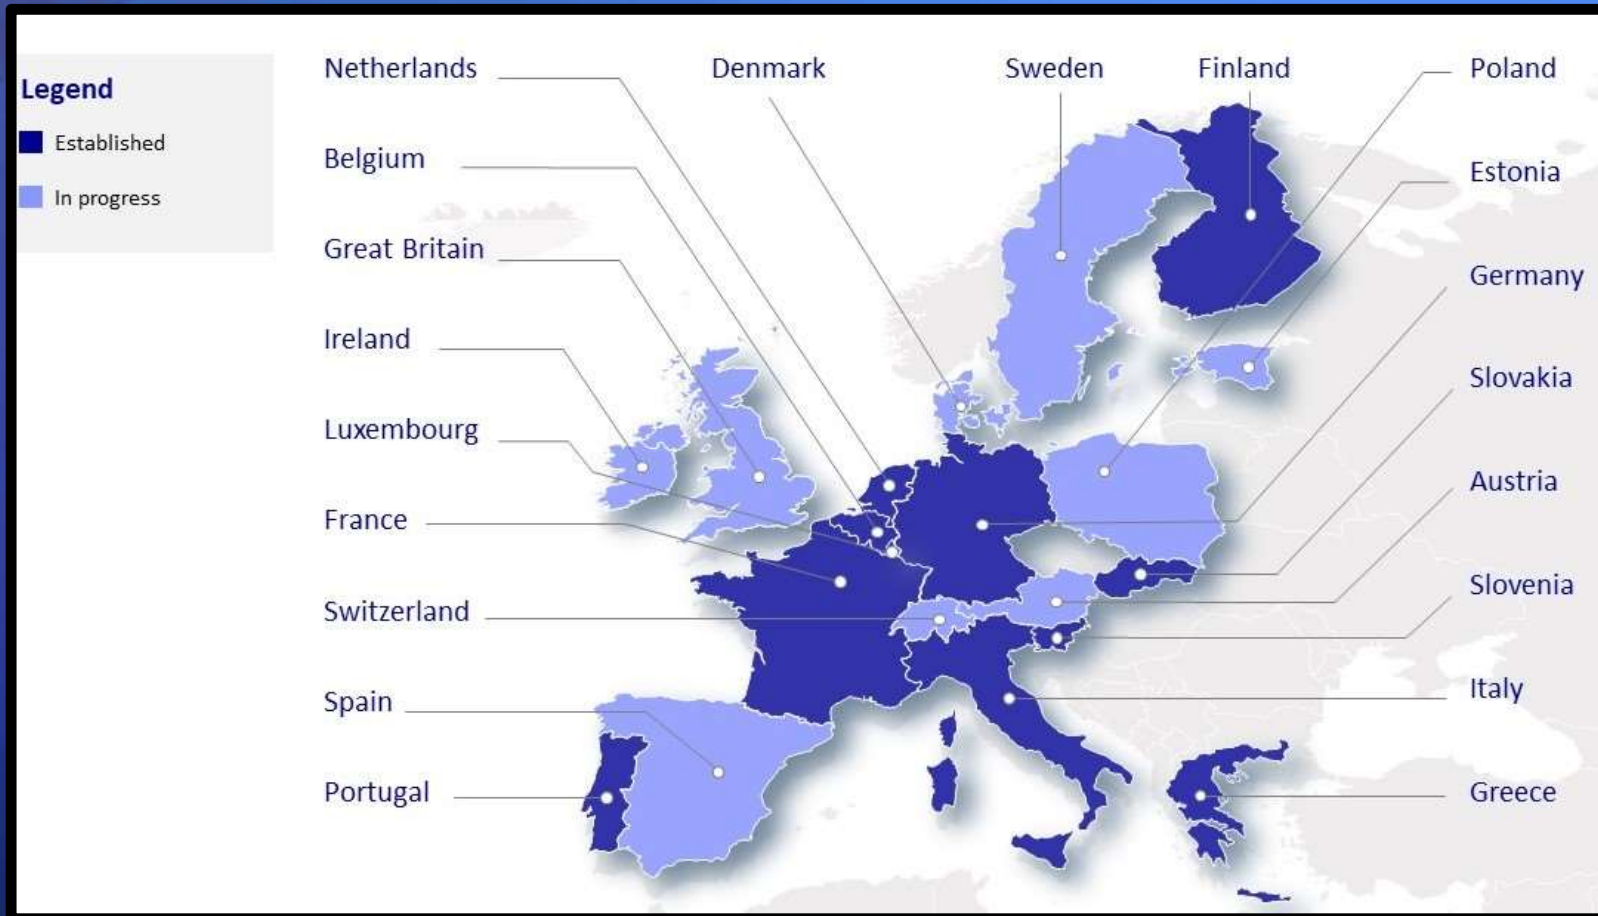 Legend
Established
In progress
Netherlands
Belgium
Great Britain
Ireland
Luxembourg
France
Switzerland
Spain
Portugal
Denmark
Sweden
Finland
Poland
Estonia
Germany
Slovakia
Austria
Slovenia
Italy
Greece